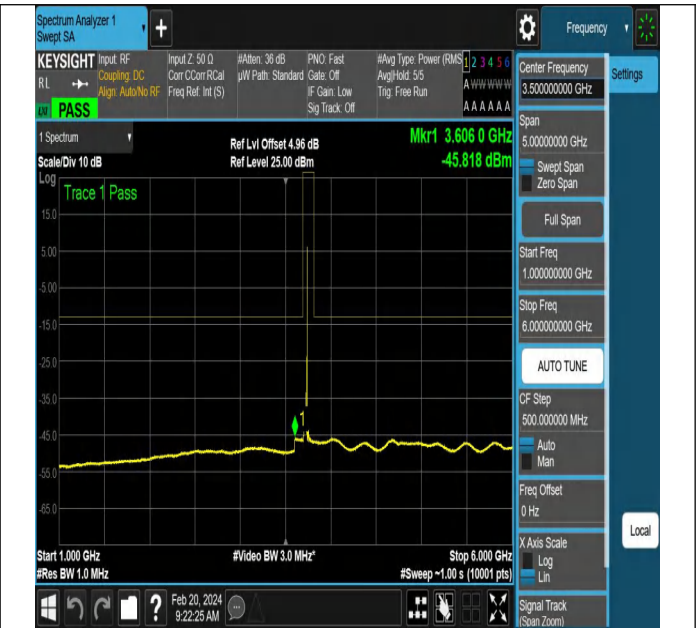 Spectrum Analyzer 1
Swept SA
+
Frequency
KEYSIGHT
Input: RF
Coupling: DC
Align: Auto/No RF
Input Z: 50 Ω
Corr CCorr RCal
Freq Ref: Int (S)
#Atten: 36 dB
µW Path: Standard
PNO: Fast
Gate: Off
IF Gain: Low
Sig Track: Off
#Avg Type: Power (RMS)
Avg|Hold: 5/5
Trig: Free Run
1 2 3 4 5 6
A W W W W W
A A A A A A
R L
PASS
1 Spectrum
Scale/Div 10 dB
Ref Lvl Offset 4.96 dB
Ref Level 25.00 dBm
Mkr1 3.606 0 GHz
-45.818 dBm
Log
Trace 1 Pass
15.0
5.00
-5.00
-15.0
-25.0
-35.0
-45.0
-55.0
-65.0
1
Start 1.000 GHz
#Res BW 1.0 MHz
#Video BW 3.0 MHz*
Stop 6.000 GHz
#Sweep ~1.00 s (10001 pts)
?
Feb 20, 2024
9:22:25 AM
Center Frequency
3.500000000 GHz
Settings
Span
5.00000000 GHz
Swept Span
Zero Span
Full Span
Start Freq
1.000000000 GHz
Stop Freq
6.000000000 GHz
AUTO TUNE
CF Step
500.000000 MHz
Auto
Man
Freq Offset
0 Hz
X Axis Scale
Log
Lin
Local
Signal Track
(Span Zoom)